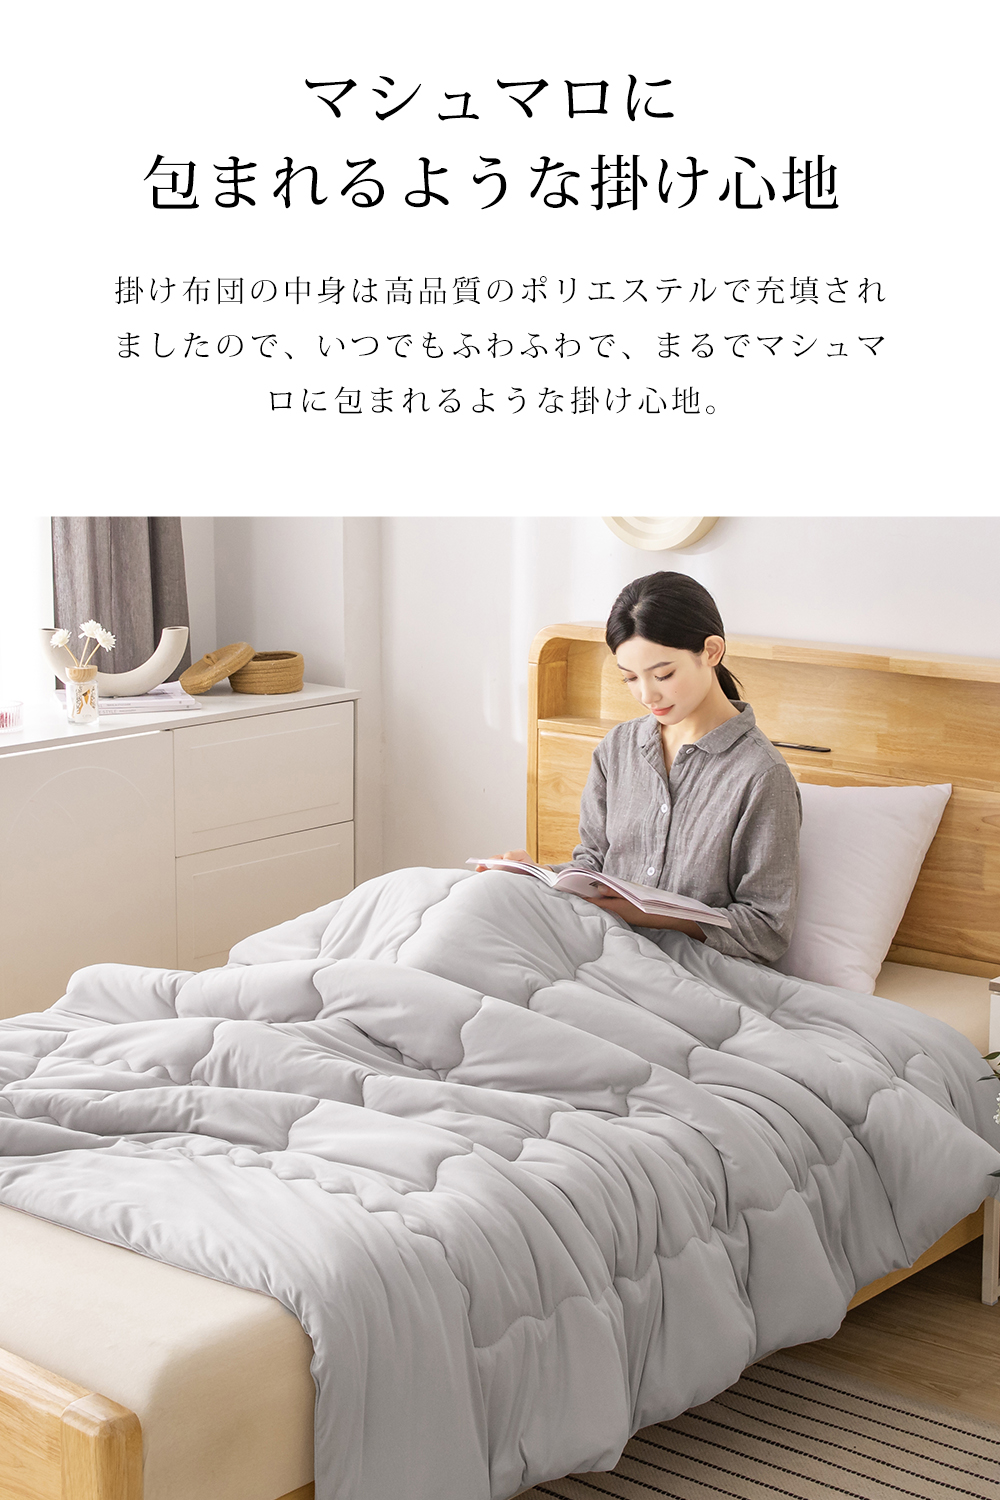 マシュマロに
包まれるような掛け心地
掛け布団の中身は高品質のポリエステルで充填され
ましたので、いつでもふわふわで、まるでマシュマ
ロに包まれるような掛け心地。